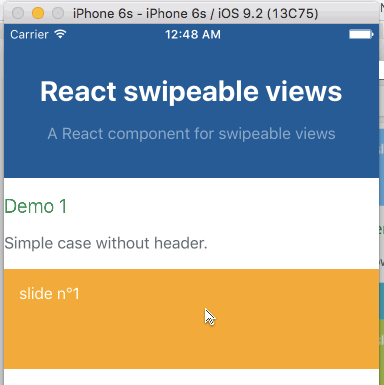 iPhone 6s - iPhone 6s / iOS 9.2 (13C75)
Carrier 12:48 AM
React swipeable views
A React component for swipeable views
Demo 1
Simple case without header.
slide n°1